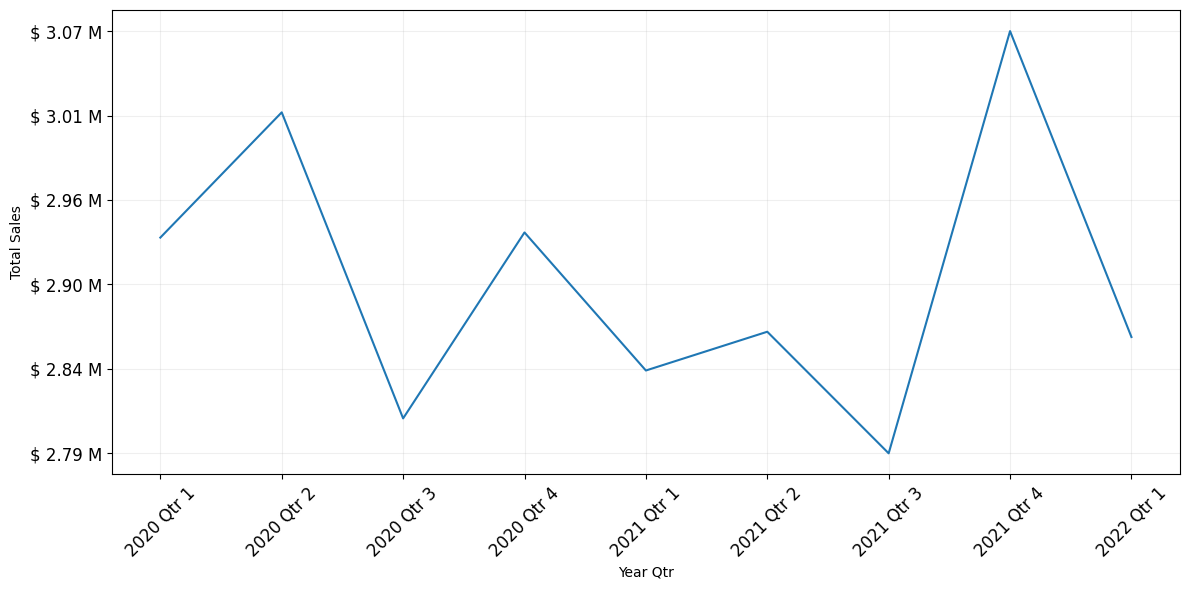 $ 3.07 M
$ 3.01 M
$ 2.96 M
$ 2.90 M
$ 2.84 M
$ 2.79 M
Total Sales
2020 Qtr 1
2020 Qtr 2
2020 Qtr 3
2020 Qtr 4
2021 Qtr 1
2021 Qtr 2
2021 Qtr 3
2021 Qtr 4
2022 Qtr 1
Year Qtr